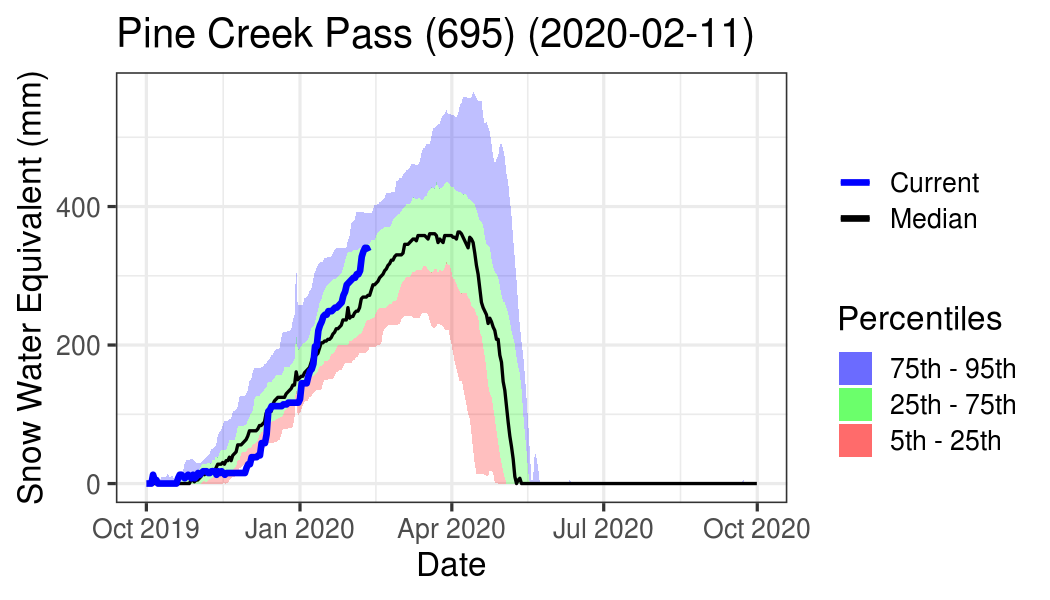 Pine Creek Pass (695) (2020-02-11)
Snow Water Equivalent (mm)
400
200
0
Oct 2019 Jan 2020 Apr 2020 Jul 2020 Oct 2020
Date
Current
Median
Percentiles
75th - 95th
25th - 75th
5th - 25th